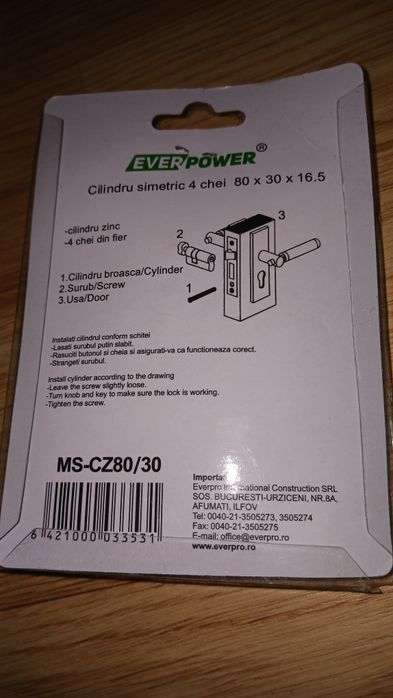 EVERPOWER®
Cilindru simetric 4 chei 80 x 30 x 16.5
-cilindru zinc
-4 chei din fier
2
3
1
1.Cilindru broasca/Cylinder
2.Surub/Screw
3.Usa/Door
Instalati cilindrul conform schitei
-Lasati surubul putin slabit.
-Rasuciti butonul si cheia si asigurati-va ca functioneaza corect.
-Strangeti surubul.
Install cylinder according to the drawing
-Leave the screw slightly loose.
-Turn knob and key to make sure the lock is working.
-Tighten the screw.
MS-CZ80/30
6 421000 033531
Everpro International Construction SRL
SOS. BUCURESTI-URZICENI, NR.8A,
AFUMATI, ILFOV
Tel: 0040-21-3505273, 3505274
Fax: 0040-21-3505275
E-mail: office@everpro.ro
www.everpro.ro